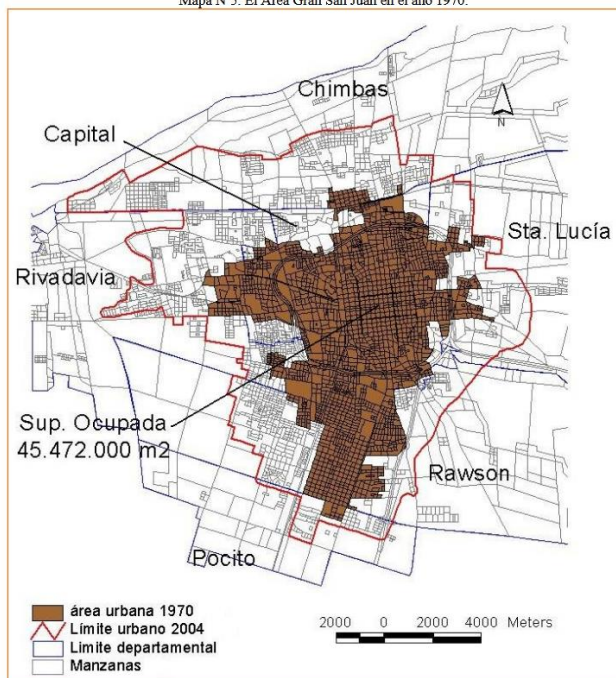 Mapa N 5. El Área Gran San Juan en el año 1970.
Chimbas
Capital
N
Sta. Lucía
Rivadavia
Sup. Ocupada
45.472.000 m2
Rawson
Pocito
área urbana 1970
Límite urbano 2004
Limite departamental
Manzanas
2000 0 2000 4000 Meters